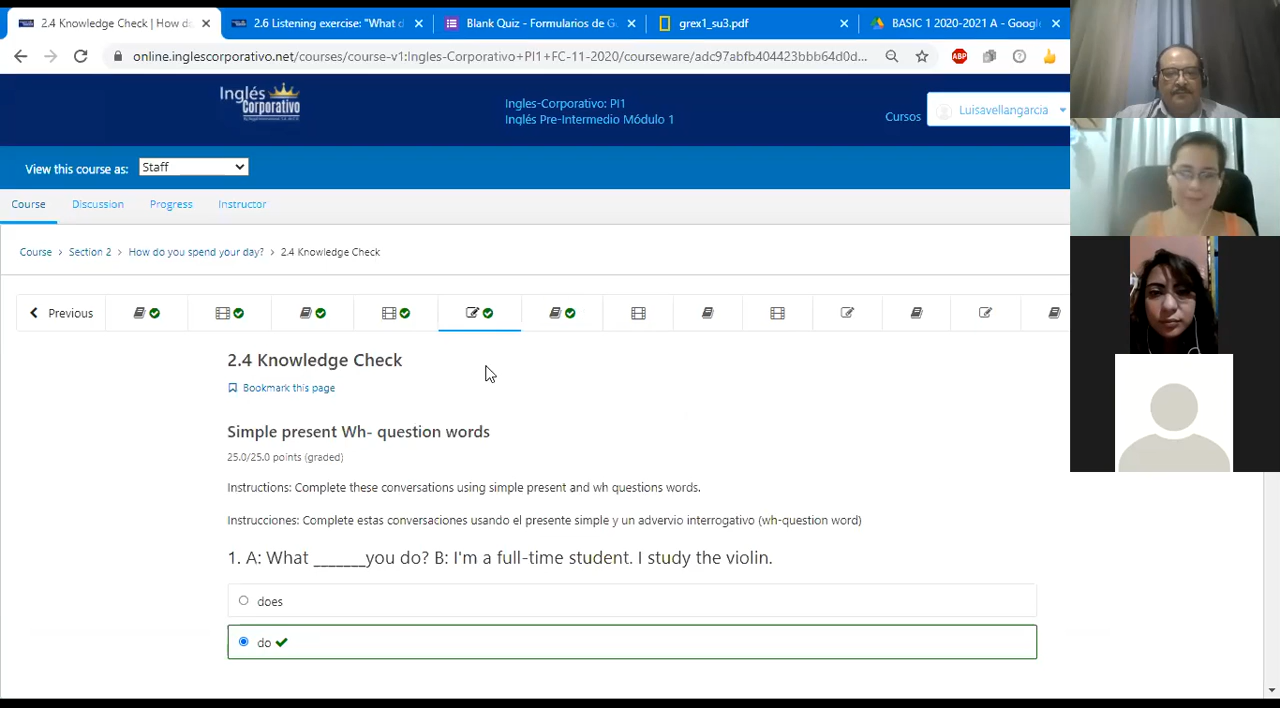 2.4 Knowledge Check | How do
2.6 Listening exercise: "What d
Blank Quiz - Formularios de G
grex1_su3.pdf
BASIC 1 2020-2021 A - Google
online.inglescorporativo.net/courses/course-v1:Ingles-Corporativo+PI1+FC-11-2020/courseware/adc97abfb404423bbb64d0d...
ABP
Inglés
Corporativo
Ingles-Corporativo: PI1
Inglés Pre-Intermedio Módulo 1
Cursos
Luisavellangarcia
View this course as:
Staff
Course
Discussion
Progress
Instructor
Course > Section 2 > How do you spend your day? > 2.4 Knowledge Check
Previous
2.4 Knowledge Check
Bookmark this page
Simple present Wh- question words
25.0/25.0 points (graded)
Instructions: Complete these conversations using simple present and wh questions words.
Instrucciones: Complete estas conversaciones usando el presente simple y un advervio interrogativo (wh-question word)
1. A: What _______you do? B: I'm a full-time student. I study the violin.
does
do